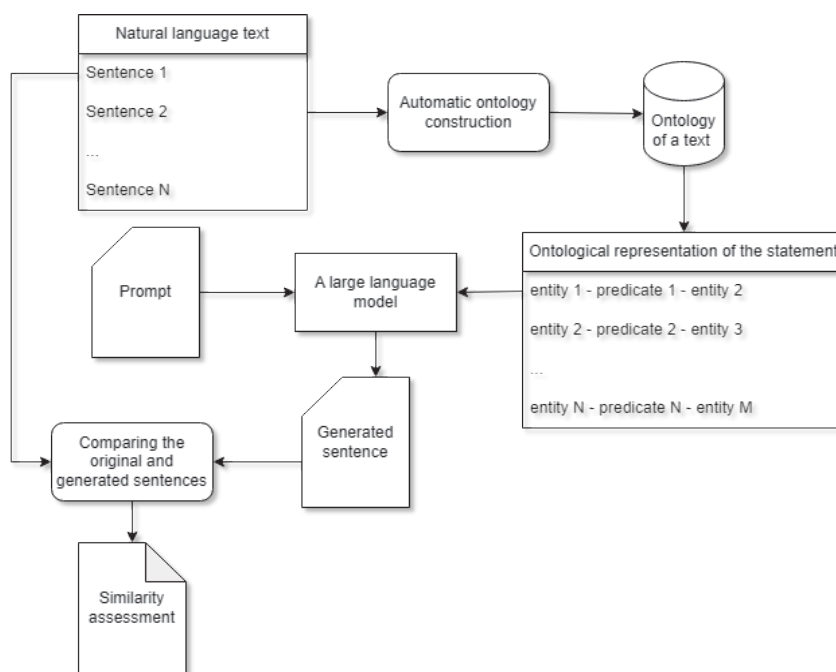 Natural language text
Sentence 1
Sentence 2
...
Sentence N
Automatic ontology
construction
Ontology
of a text
Ontological representation of the statement
entity 1 - predicate 1 - entity 2
entity 2 - predicate 2 - entity 3
...
entity N - predicate N - entity M
Prompt
A large language
model
Generated
sentence
Comparing the
original and
generated sentences
Similarity
assessment